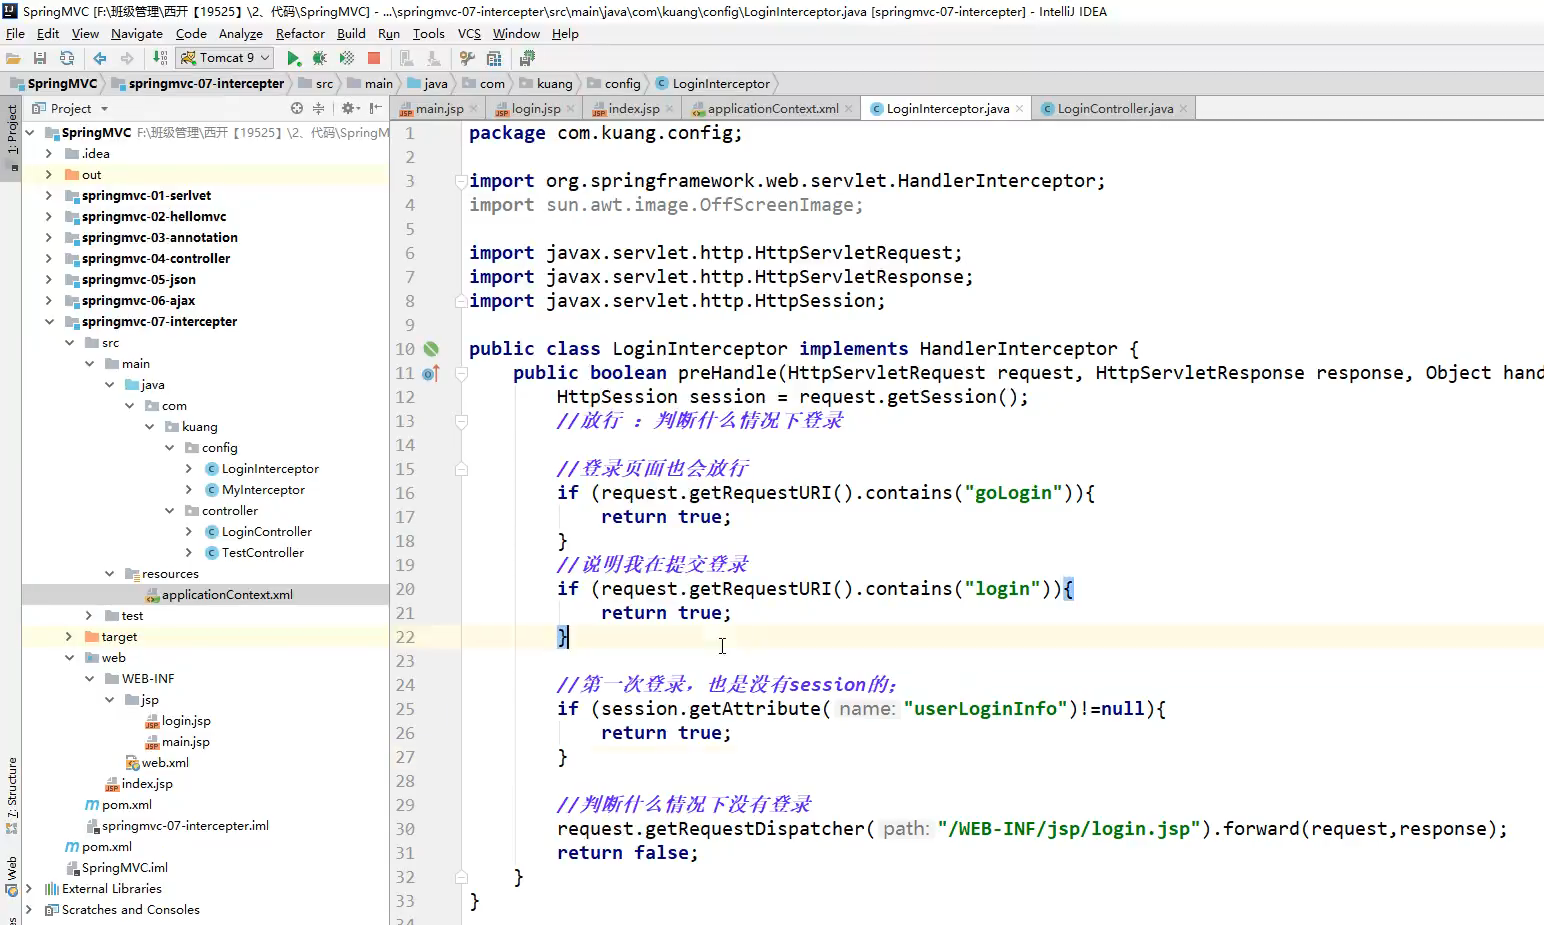 SpringMVC [F:\班级管理\西开【19525】\2、代码\SpringMVC] - ...\springmvc-07-intercepter\src\main\java\com\kuang\config\LoginInterceptor.java [springmvc-07-intercepter] - IntelliJ IDEA
File Edit View Navigate Code Analyze Refactor Build Run Tools VCS Window Help
Tomcat 9
SpringMVC springmvc-07-intercepter src main java com kuang config LoginInterceptor
Project
main.jsp login.jsp index.jsp applicationContext.xml LoginInterceptor.java LoginController.java
1: Project
7: Structure
Web
SpringMVC F:\班级管理\西开【19525】\2、代码\SpringM
.idea
out
springmvc-01-serlvet
springmvc-02-hellomvc
springmvc-03-annotation
springmvc-04-controller
springmvc-05-json
springmvc-06-ajax
springmvc-07-intercepter
src
main
java
com
kuang
config
LoginInterceptor
MyInterceptor
controller
LoginController
TestController
resources
applicationContext.xml
test
target
web
WEB-INF
jsp
login.jsp
main.jsp
web.xml
index.jsp
pom.xml
springmvc-07-intercepter.iml
pom.xml
SpringMVC.iml
External Libraries
Scratches and Consoles
1 package com.kuang.config;
2
3 import org.springframework.web.servlet.HandlerInterceptor;
4 import sun.awt.image.OffScreenImage;
5
6 import javax.servlet.http.HttpServletRequest;
7 import javax.servlet.http.HttpServletResponse;
8 import javax.servlet.http.HttpSession;
9
10 public class LoginInterceptor implements HandlerInterceptor {
11 public boolean preHandle(HttpServletRequest request, HttpServletResponse response, Object hand
12 HttpSession session = request.getSession();
13 //放行 : 判断什么情况下登录
14
15 //登录页面也会放行
16 if (request.getRequestURI().contains("goLogin")){
17 return true;
18 }
19 //说明我在提交登录
20 if (request.getRequestURI().contains("login")){
21 return true;
22 }
23
24 //第一次登录，也是没有session的;
25 if (session.getAttribute( name: "userLoginInfo")!=null){
26 return true;
27 }
28
29 //判断什么情况下没有登录
30 request.getRequestDispatcher( path: "/WEB-INF/jsp/login.jsp").forward(request,response);
31 return false;
32 }
33 }
34